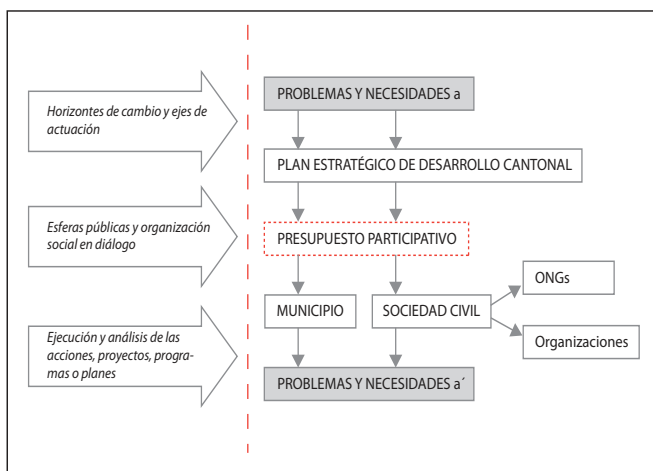 Horizontes de cambio y ejes de
actuación
PROBLEMAS Y NECESIDADES a
PLAN ESTRATÉGICO DE DESARROLLO CANTONAL
Esferas públicas y organización
social en diálogo
PRESUPUESTO PARTICIPATIVO
MUNICIPIO
SOCIEDAD CIVIL
ONGs
Organizaciones
Ejecución y análisis de las
acciones, proyectos, progra-
mas o planes
PROBLEMAS Y NECESIDADES a´